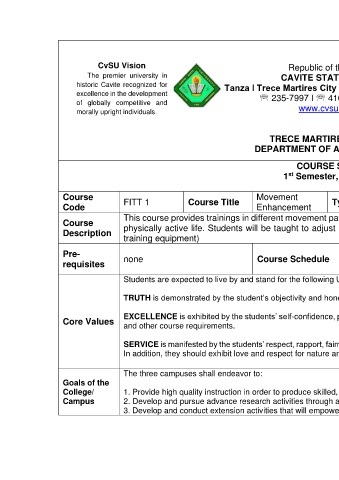 CvSU Vision
The premier university in
historic Cavite recognized for
excellence in the development
of globally competitive and
morally upright individuals.
Republic of
CAVITE STAT
Tanza I Trece Martires City
☏ 235-7997 I ☏ 416
www.cvsu
TRECE MARTIRE
DEPARTMENT OF A
COURSE S
1st Semester,
Course Code
FITT 1
Course Title
Movement Enhancement
Ty
Course Description
This course provides trainings in different movement pa
physically active life. Students will be taught to adjust
training equipment)
Pre-requisites
none
Course Schedule
Core Values
Students are expected to live by and stand for the following U
TRUTH is demonstrated by the student's objectivity and hone
EXCELLENCE is exhibited by the students' self-confidence, p
and other course requirements.
SERVICE is manifested by the students' respect, rapport, fairn
In addition, they should exhibit love and respect for nature an
Goals of the College/ Campus
The three campuses shall endeavor to:
1. Provide high quality instruction in order to produce skilled,
2. Develop and pursue advance research activities through a
3. Develop and conduct extension activities that will empowe